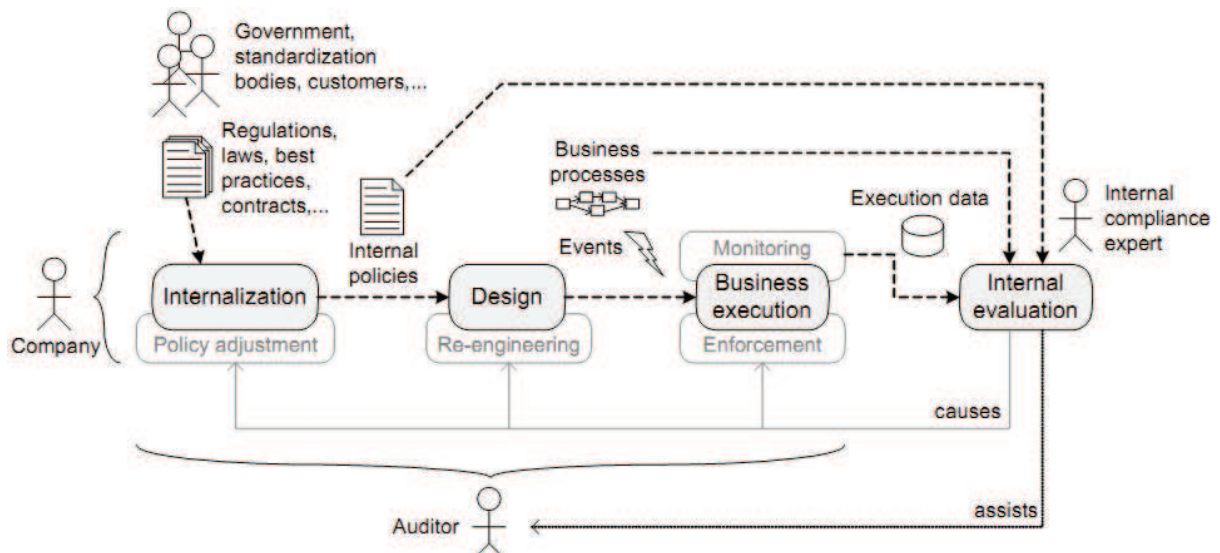 Government,
standardization
bodies, customers,...
Regulations,
laws, best
practices,
contracts,...
Business
processes
Execution data
Internal
compliance
expert
Internal
policies
Events
Monitoring
Company
Internalization
Design
Business
execution
Internal
evaluation
Policy adjustment
Re-engineering
Enforcement
causes
Auditor
assists